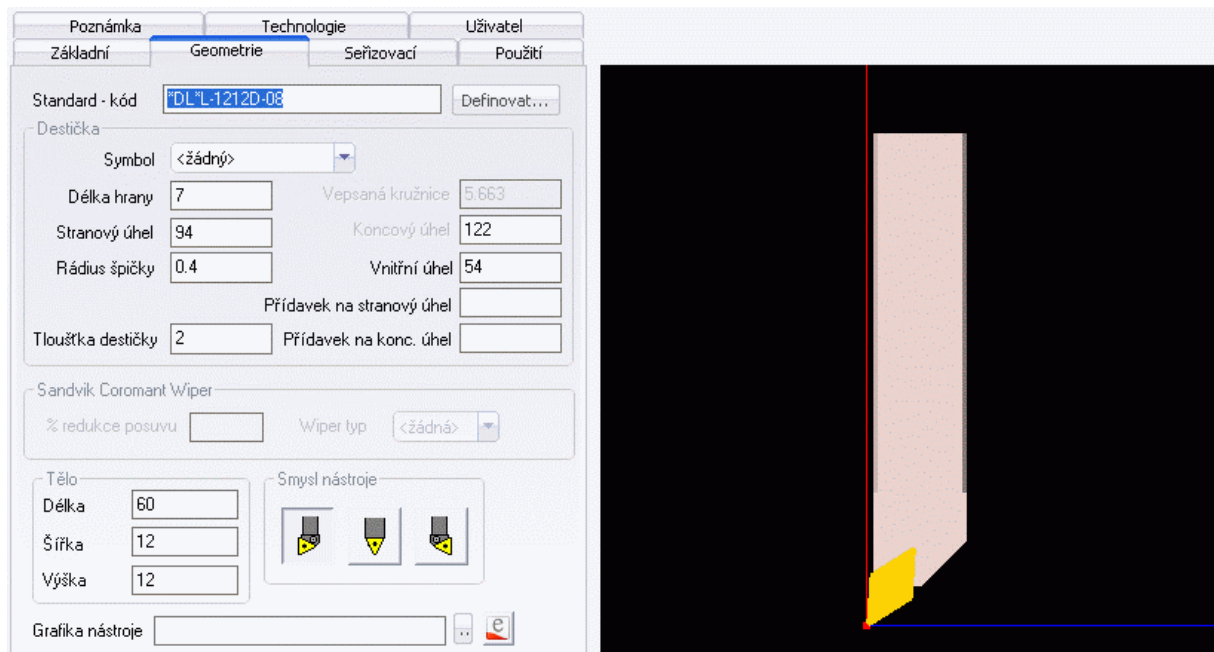 Poznámka Technologie Uživatel
Základní Geometrie Seřizovací Použití
Standard - kód *DL*L-1212D-08 Definovat...
Destička
Symbol <žádný>
Délka hrany 7 Vepsaná kružnice 5.663
Stranový úhel 94 Koncový úhel 122
Rádius špičky 0.4 Vnitřní úhel 54
Přídavek na stranový úhel
Tloušťka destičky 2 Přídavek na konc. úhel
Sandvik Coromant Wiper
% redukce posuvu Wiper typ <žádná>
Tělo Smysl nástroje
Délka 60
Šířka 12
Výška 12
Grafika nástroje .. e